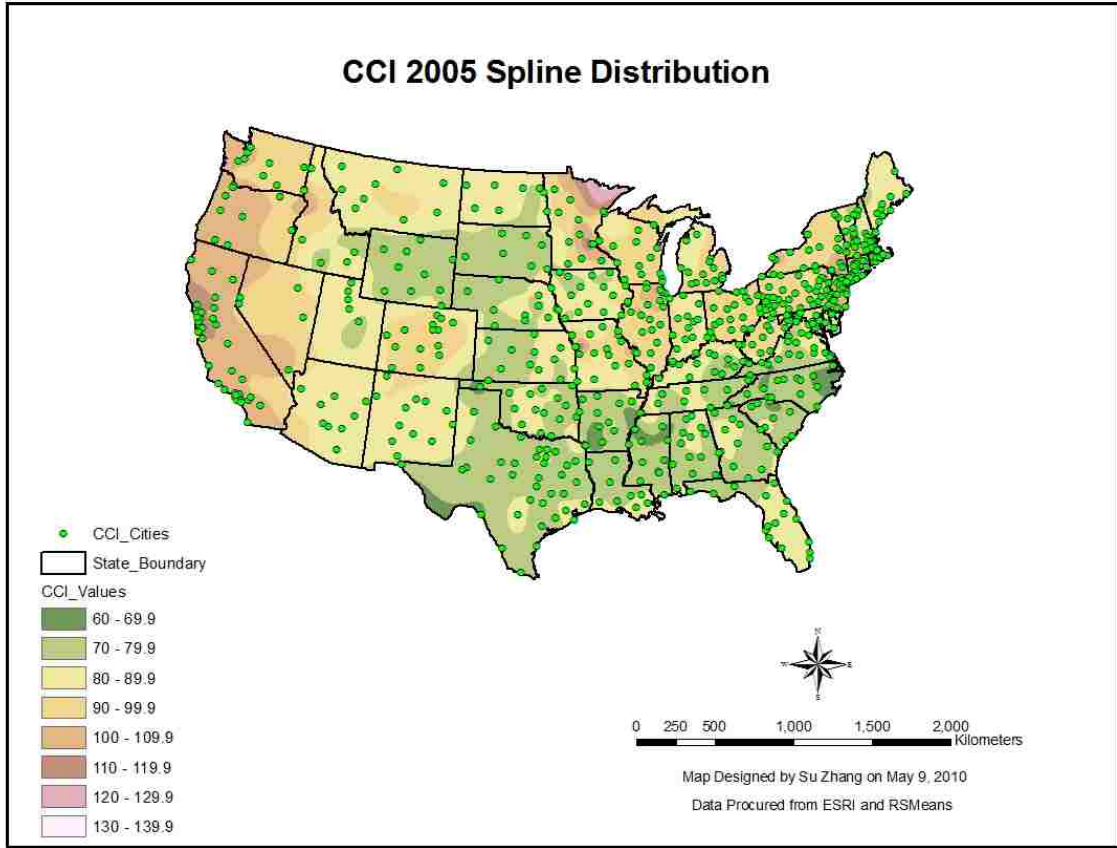 CCI 2005 Spline Distribution
CCI_Cities
State_Boundary
CCI_Values
60 - 69.9
70 - 79.9
80 - 89.9
90 - 99.9
100 - 109.9
110 - 119.9
120 - 129.9
130 - 139.9
N
W E
S
0 250 500 1,000 1,500 2,000
Kilometers
Map Designed by Su Zhang on May 9, 2010
Data Procured from ESRI and RSMeans